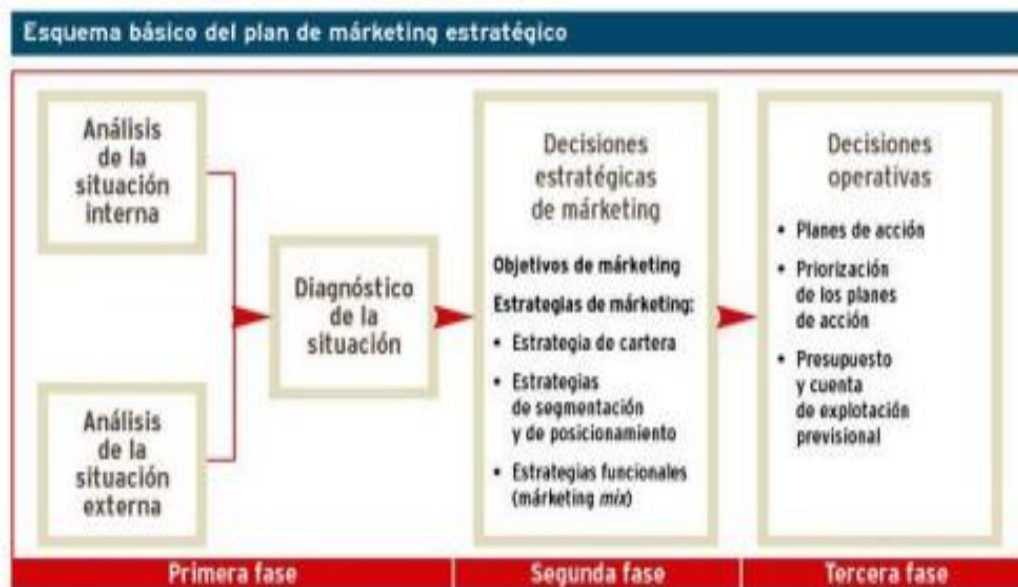 Esquema básico del plan de márketing estratégico
Análisis
de la
situación
interna
Análisis
de la
situación
externa
Diagnóstico
de la
situación
Decisiones
estratégicas
de márketing
Objetivos de márketing
Estrategias de márketing:
• Estrategia de cartera
• Estrategias
de segmentación
y de posicionamiento
• Estrategias funcionales
(márketing mix)
Decisiones
operativas
• Planes de acción
• Priorización
de los planes
de acción
• Presupuesto
y cuenta
de explotación
previsional
Primera fase
Segunda fase
Tercera fase